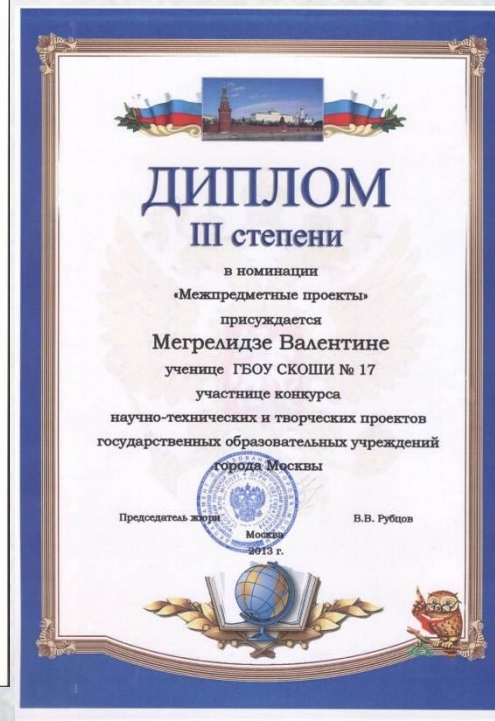 ДИПЛОМ
III степени
в номинации
«Межпредметные проекты»
присуждается
Мегрелидзе Валентине
ученице ГБОУ СКОШИ № 17
участнице конкурса
научно-технических и творческих проектов
государственных образовательных учреждений
города Москвы
Председатель жюри В.В. Рубцов
Москва
2013 г.